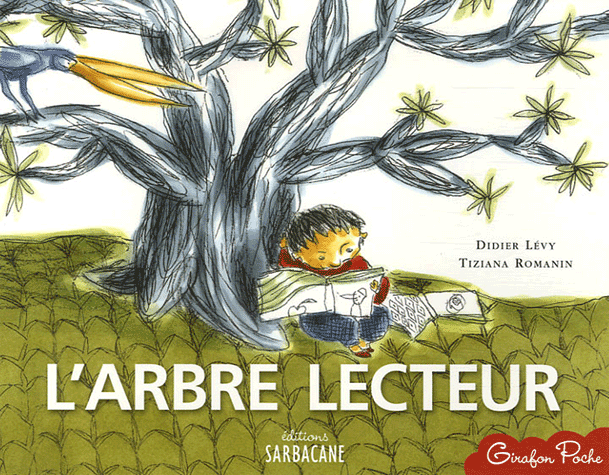 DIDIER LÉVY
TIZIANA ROMANIN
L'ARBRE LECTEUR
éditions
SARBACANE
Girafon Poche